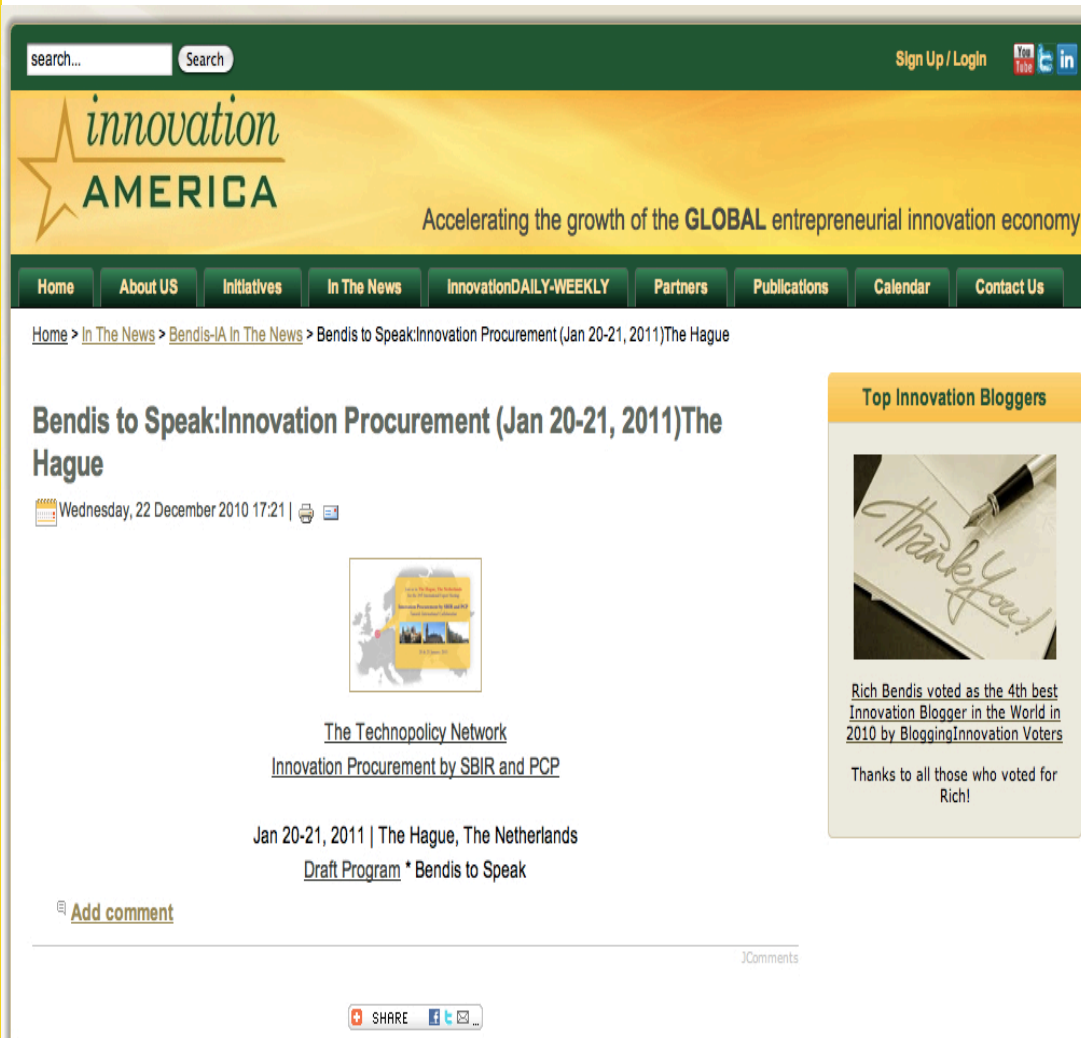 search...
Search
Sign Up / Login
You
Tube
in
innovation
AMERICA
Accelerating the growth of the GLOBAL entrepreneurial innovation economy
Home
About US
Initiatives
In The News
InnovationDAILY-WEEKLY
Partners
Publications
Calendar
Contact Us
Home > In The News > Bendis-IA In The News > Bendis to Speak:Innovation Procurement (Jan 20-21, 2011)The Hague
Bendis to Speak:Innovation Procurement (Jan 20-21, 2011)The
Hague
Wednesday, 22 December 2010 17:21 |
The Technopolicy Network
Innovation Procurement by SBIR and PCP
Jan 20-21, 2011 | The Hague, The Netherlands
Draft Program * Bendis to Speak
Add comment
JComments
SHARE
Top Innovation Bloggers
Thank You!
Rich Bendis voted as the 4th best
Innovation Blogger in the World in
2010 by BloggingInnovation Voters
Thanks to all those who voted for
Rich!